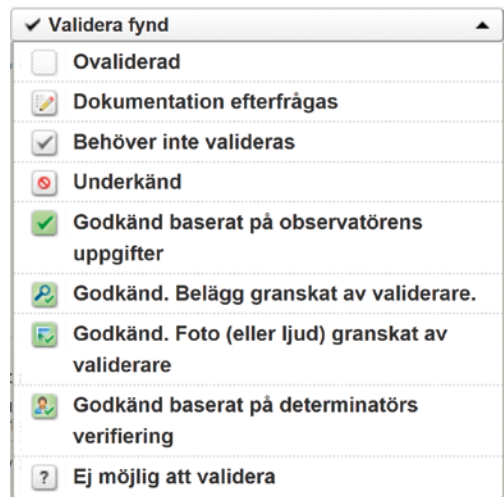 Validera fynd
Ovaliderad
Dokumentation efterfrågas
Behöver inte valideras
Underkänd
Godkänd baserat på observatörens
uppgifter
Godkänd. Belägg granskat av validerare.
Godkänd. Foto (eller ljud) granskat av
validerare
Godkänd baserat på determinatörs
verifiering
? Ej möjlig att validera